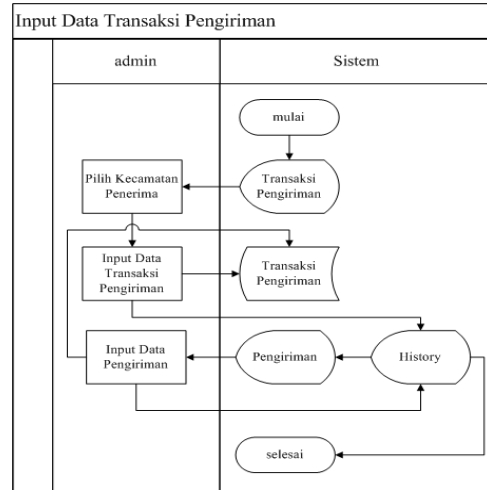 Input Data Transaksi Pengiriman
admin
Sistem
mulai
Pilih Kecamatan
Penerima
Transaksi
Pengiriman
Input Data
Transaksi
Pengiriman
Transaksi
Pengiriman
Input Data
Pengiriman
Pengiriman
History
selesai